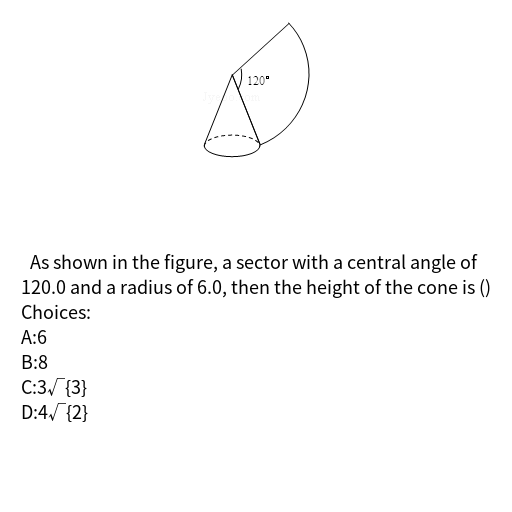 120°
As shown in the figure, a sector with a central angle of
120.0 and a radius of 6.0, then the height of the cone is ()
Choices:
A:6
B:8
C:3√{3}
D:4√{2}